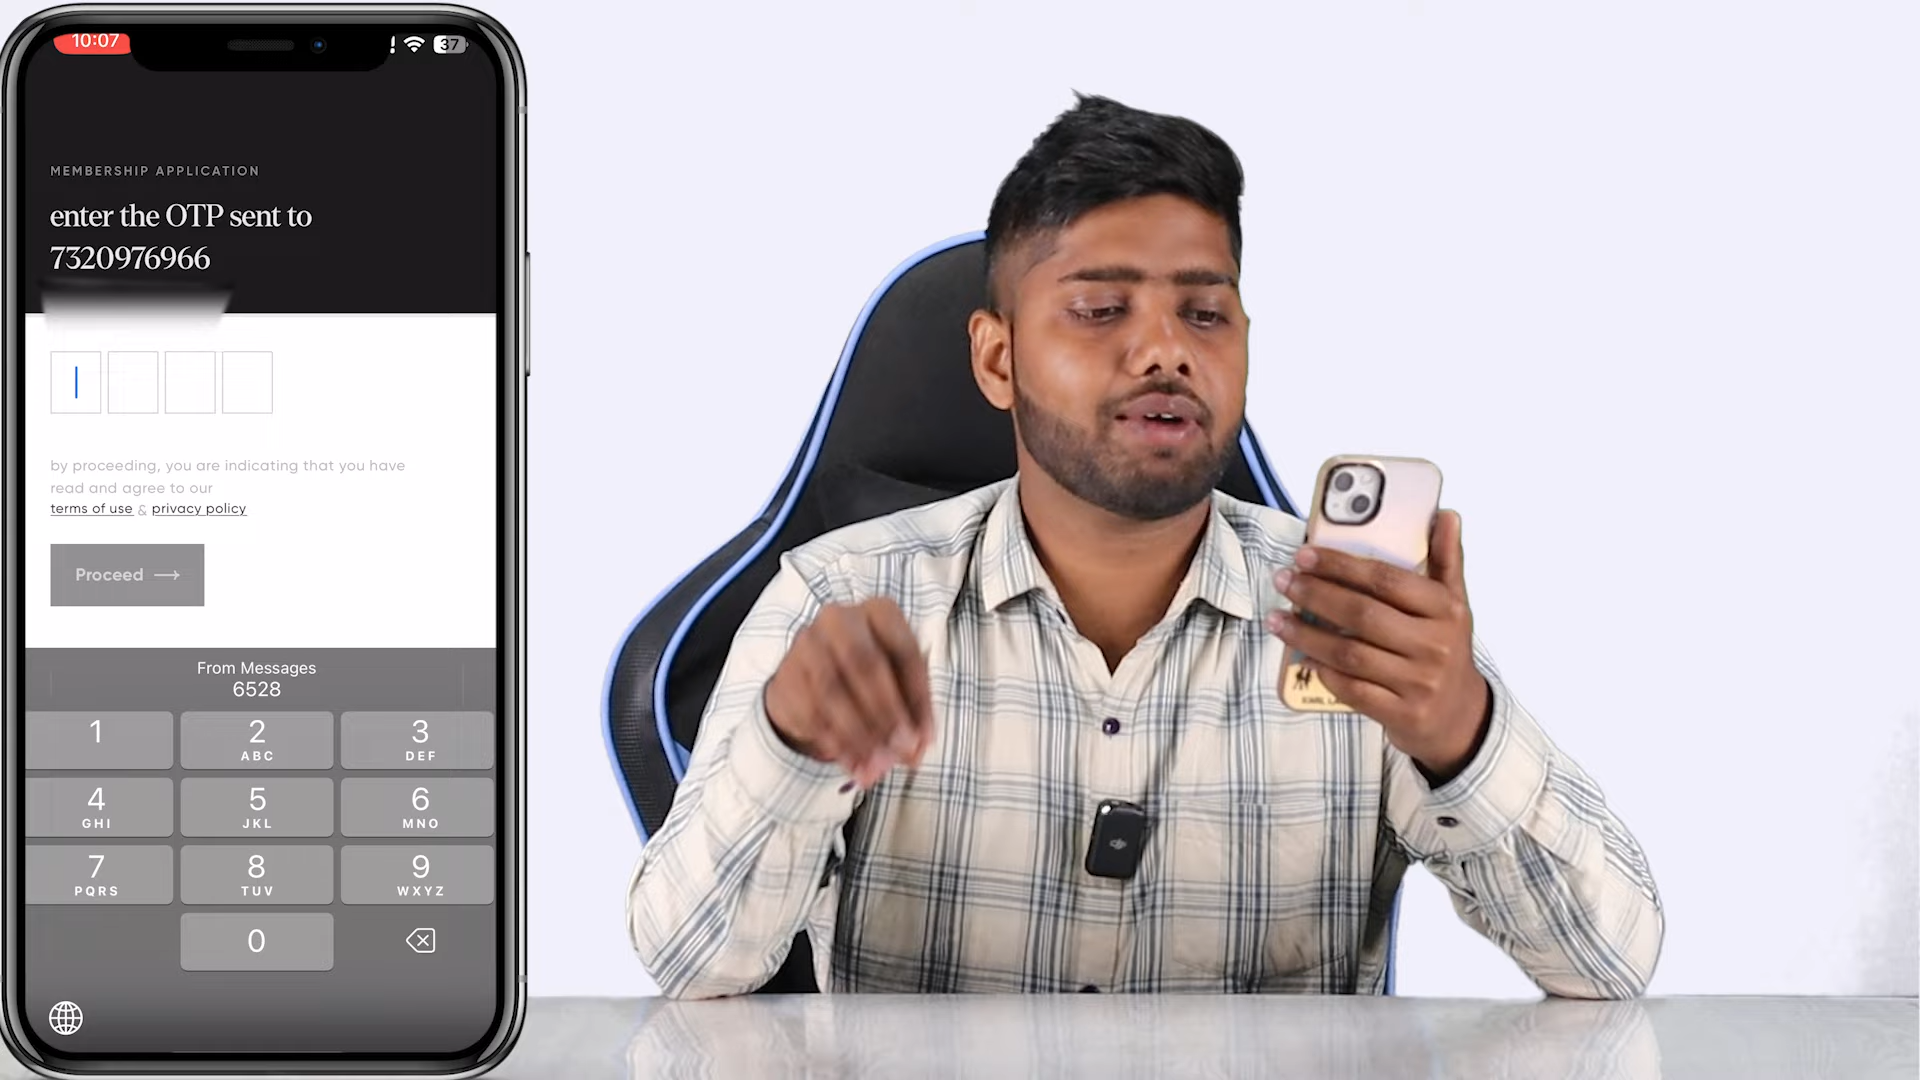 10:07
37
MEMBERSHIP APPLICATION
enter the OTP sent to
7320976966
by proceeding, you are indicating that you have
read and agree to our
terms of use & privacy policy
Proceed →
From Messages
6528
1
2
ABC
3
DEF
4
GHI
5
JKL
6
MNO
7
PQRS
8
TUV
9
WXYZ
0